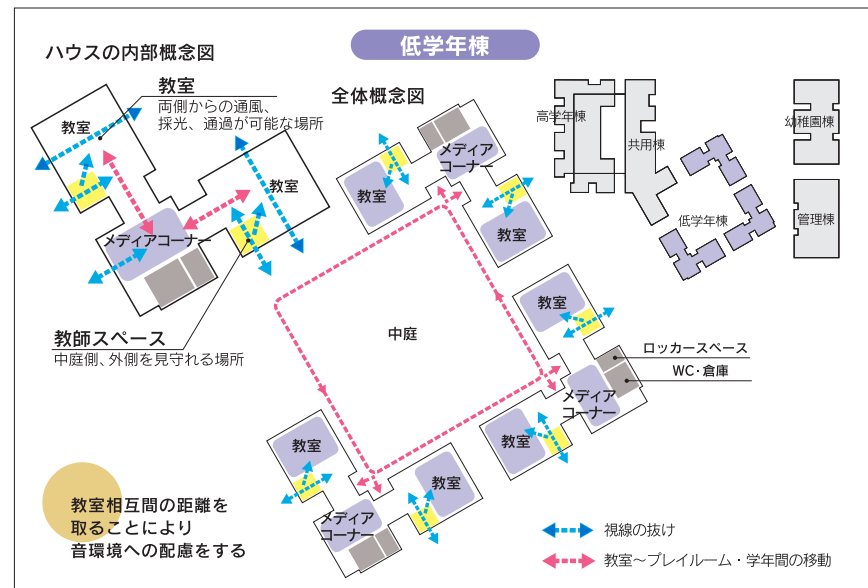 低学年棟
ハウスの内部概念図
教室
両側からの通風、
採光、通過が可能な場所
教室
教室
メディアコーナー
教師スペース
中庭側、外側を見守れる場所
全体概念図
メディア
コーナー
教室
教室
中庭
教室
ロッカースペース
WC・倉庫
メディア
コーナー
教室
教室
教室
メディア
コーナー
高学年棟
共用棟
低学年棟
幼稚園棟
管理棟
教室相互間の距離を
取ることにより
音環境への配慮をする
視線の抜け
教室〜プレイルーム・学年間の移動